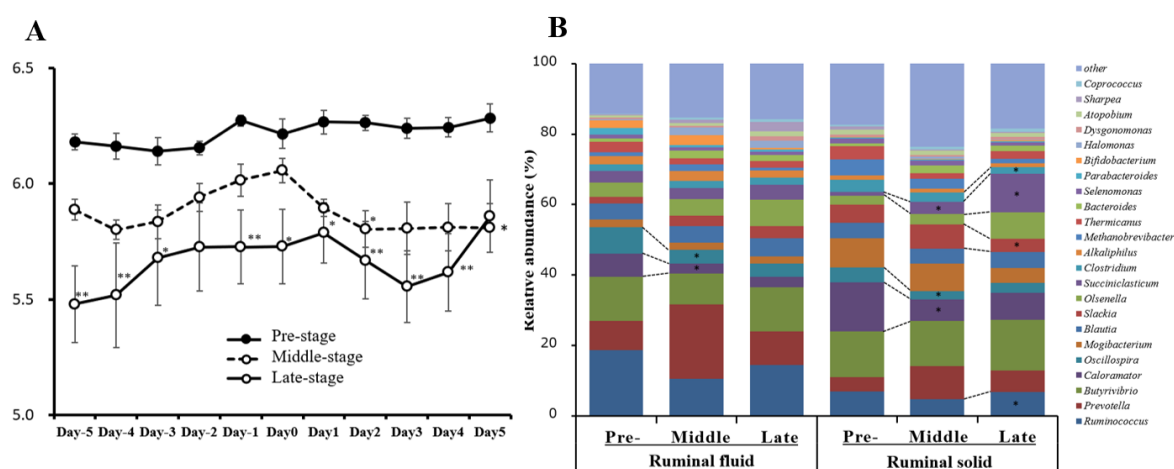 A
6.5
6.0
5.5
5.0
Day-5 Day-4 Day-3 Day-2 Day-1 Day0 Day1 Day2 Day3 Day4 Day5
** ** * ** * * * ** ** ** *
Pre-stage
Middle-stage
Late-stage
B
Relative abundance (%)
100
80
60
40
20
0
* * * * * * * * *
Pre- Middle Late Pre- Middle Late
Ruminal fluid Ruminal solid
other
Coprococcus
Sharpea
Atopobium
Dysgonomonas
Halomonas
Bifidobacterium
Parabacteroides
Selenomonas
Bacteroides
Thermicanus
Methanobrevibacter
Alkaliphilus
Clostridium
Succiniclasticum
Olsenella
Slackia
Blautia
Mogibacterium
Oscillospira
Caloramator
Butyrivibrio
Prevotella
Ruminococcus